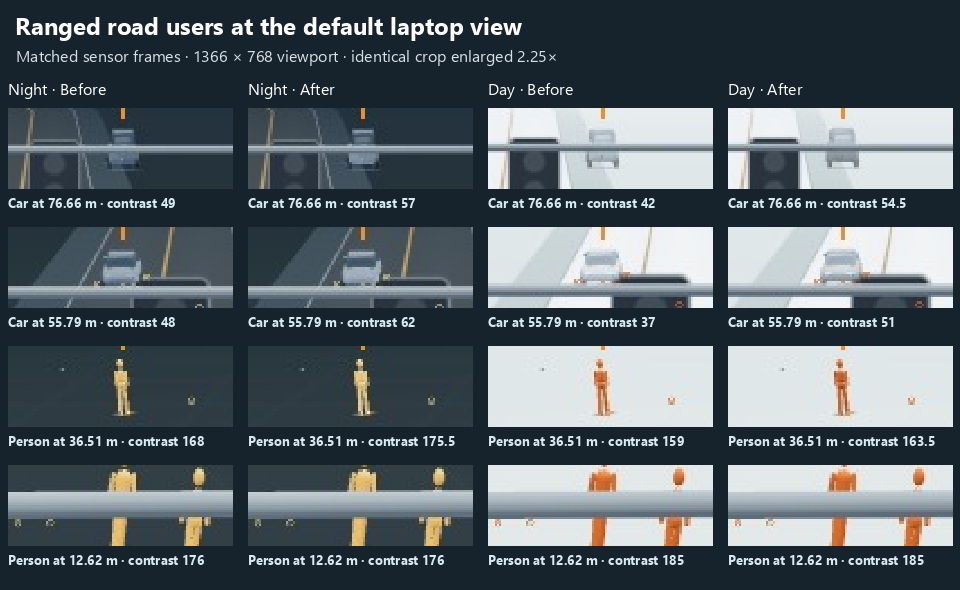 Ranged road users at the default laptop view
Matched sensor frames · 1366 × 768 viewport · identical crop enlarged 2.25×
Night · Before Night · After Day · Before Day · After
Car at 76.66 m · contrast 49 Car at 76.66 m · contrast 57 Car at 76.66 m · contrast 42 Car at 76.66 m · contrast 54.5
Car at 55.79 m · contrast 48 Car at 55.79 m · contrast 62 Car at 55.79 m · contrast 37 Car at 55.79 m · contrast 51
Person at 36.51 m · contrast 168 Person at 36.51 m · contrast 175.5 Person at 36.51 m · contrast 159 Person at 36.51 m · contrast 163.5
Person at 12.62 m · contrast 176 Person at 12.62 m · contrast 176 Person at 12.62 m · contrast 185 Person at 12.62 m · contrast 185